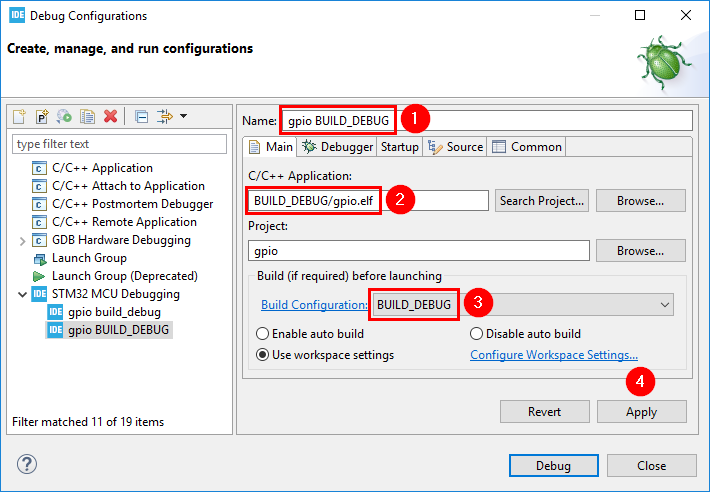 IDE Debug Configurations
Create, manage, and run configurations
type filter text
C/C++ Application
C/C++ Attach to Application
C/C++ Postmortem Debugger
C/C++ Remote Application
GDB Hardware Debugging
Launch Group
Launch Group (Deprecated)
IDE STM32 MCU Debugging
IDE gpio build_debug
IDE gpio BUILD_DEBUG
Filter matched 11 of 19 items
Name: gpio BUILD_DEBUG 1
Main Debugger Startup Source Common
C/C++ Application:
BUILD_DEBUG/gpio.elf 2 Search Project... Browse...
Project:
gpio Browse...
Build (if required) before launching
Build Configuration: BUILD_DEBUG 3
Enable auto build Disable auto build
Use workspace settings Configure Workspace Settings...
4
Revert Apply
? Debug Close